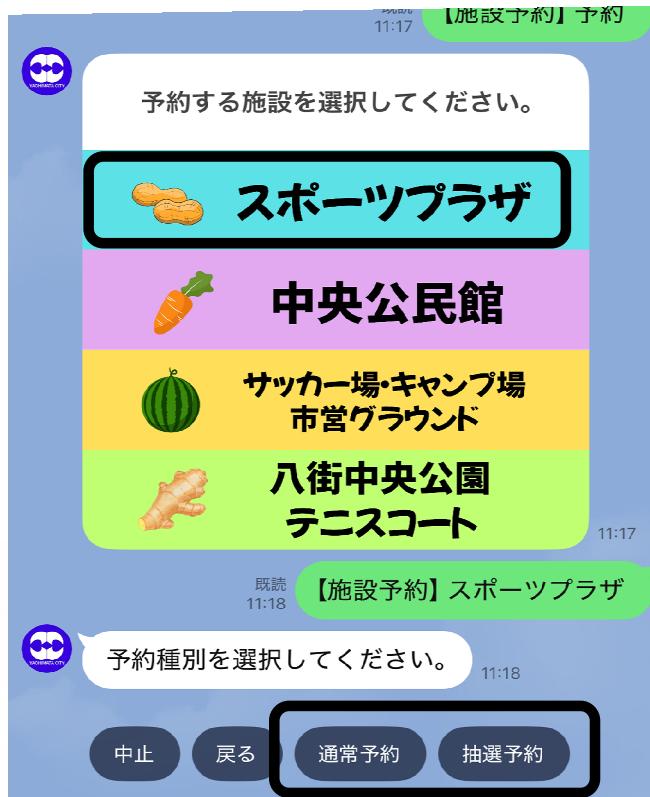 既読
11:17
【施設予約】予約
YACHIMATA CITY
予約する施設を選択してください。
スポーツプラザ
中央公民館
サッカー場・キャンプ場
市営グラウンド
八街中央公園
テニスコート
11:17
既読
11:18
【施設予約】スポーツプラザ
YACHIMATA CITY
予約種別を選択してください。
11:18
中止
戻る
通常予約
抽選予約